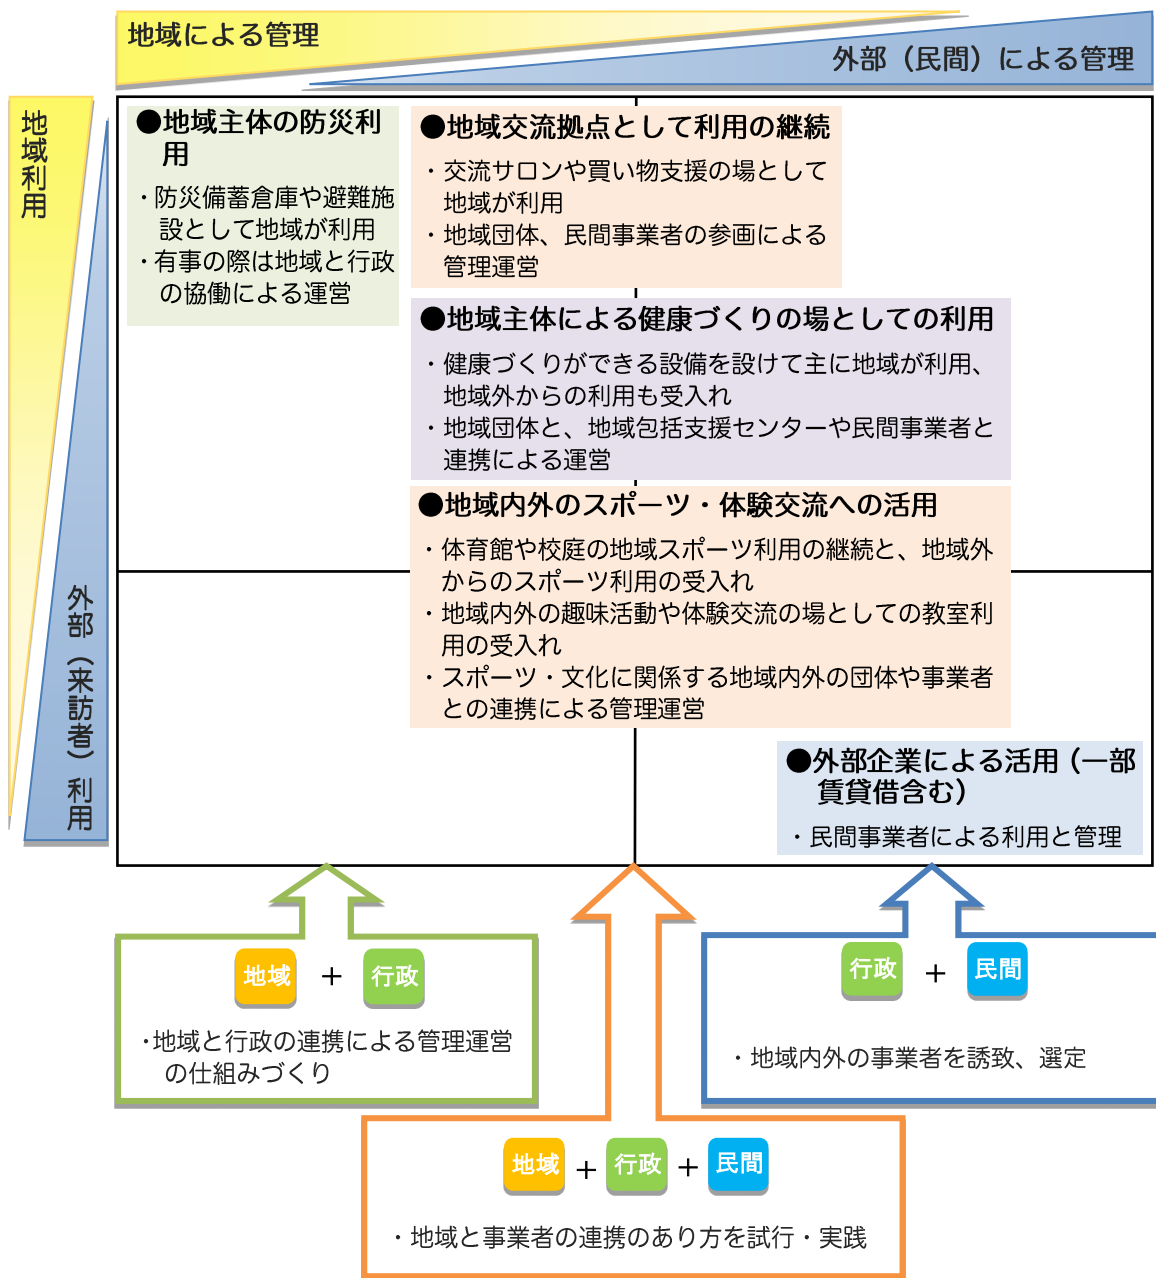 地域による管理
外部（民間）による管理
地域利用
外部（来訪者）利用
●地域主体の防災利
用
・防災備蓄倉庫や避難施
設として地域が利用
・有事の際は地域と行政
の協働による運営
●地域交流拠点として利用の継続
・交流サロンや買い物支援の場として
地域が利用
・地域団体、民間事業者の参画による
管理運営
●地域主体による健康づくりの場としての利用
・健康づくりができる設備を設けて主に地域が利用、
地域外からの利用も受入れ
・地域団体と、地域包括支援センターや民間事業者と
連携による運営
●地域内外のスポーツ・体験交流への活用
・体育館や校庭の地域スポーツ利用の継続と、地域外
からのスポーツ利用の受入れ
・地域内外の趣味活動や体験交流の場としての教室利
用の受入れ
・スポーツ・文化に関係する地域内外の団体や事業者
との連携による管理運営
●外部企業による活用（一部
賃貸借含む）
・民間事業者による利用と管理
地域 + 行政
・地域と行政の連携による管理運営
の仕組みづくり
行政 + 民間
・地域内外の事業者を誘致、選定
地域 + 行政 + 民間
・地域と事業者の連携のあり方を試行・実践